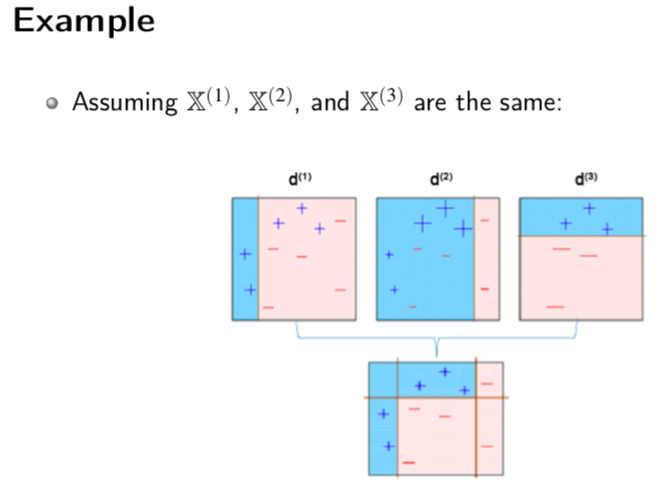 Example
Assuming 𝕏⁽¹⁾, 𝕏⁽²⁾, and 𝕏⁽³⁾ are the same:
d⁽¹⁾ d⁽²⁾ d⁽³⁾